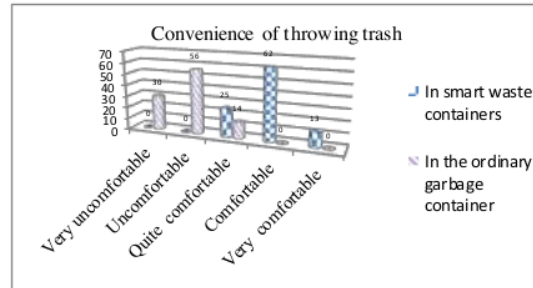 Convenience of throwing trash
70
60
50
40
30
20
10
0
0
30
0
56
25
14
62
0
13
0
Very uncomfortable
Uncomfortable
Quite comfortable
Comfortable
Very comfortable
In smart waste
containers
In the ordinary
garbage
container